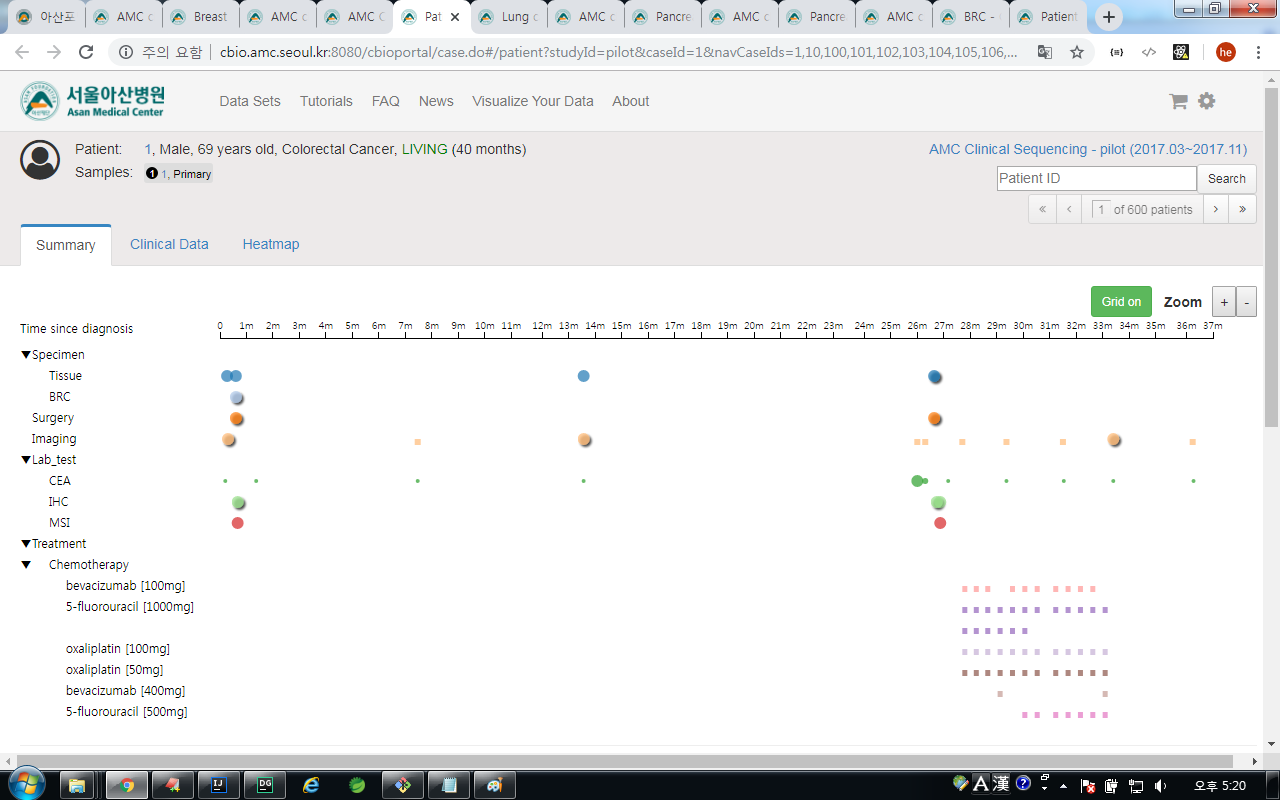 아산포
AMC c
Breast
AMC c
AMC C
Pat
Lung c
AMC c
Pancre
AMC c
Pancre
AMC c
BRC -
Patient
주의 요함
cbio.amc.seoul.kr:8080/cbioportal/case.do#/patient?studyId=pilot&caseId=1&navCaseIds=1,10,100,101,102,103,104,105,106,...
he
서울아산병원
Asan Medical Center
Data Sets Tutorials FAQ News Visualize Your Data About
Patient: 1, Male, 69 years old, Colorectal Cancer, LIVING (40 months)
AMC Clinical Sequencing - pilot (2017.03~2017.11)
Samples: 1 1, Primary
Patient ID Search
« ‹ 1 of 600 patients › »
Summary Clinical Data Heatmap
Grid on Zoom + -
Time since diagnosis 0 1m 2m 3m 4m 5m 6m 7m 8m 9m 10m 11m 12m 13m 14m 15m 16m 17m 18m 19m 20m 21m 22m 23m 24m 25m 26m 27m 28m 29m 30m 31m 32m 33m 34m 35m 36m 37m
▼Specimen
Tissue
BRC
Surgery
Imaging
▼Lab_test
CEA
IHC
MSI
▼Treatment
▼ Chemotherapy
bevacizumab [100mg]
5-fluorouracil [1000mg]
oxaliplatin [100mg]
oxaliplatin [50mg]
bevacizumab [400mg]
5-fluorouracil [500mg]
IJ
DG
A 漢
오후 5:20